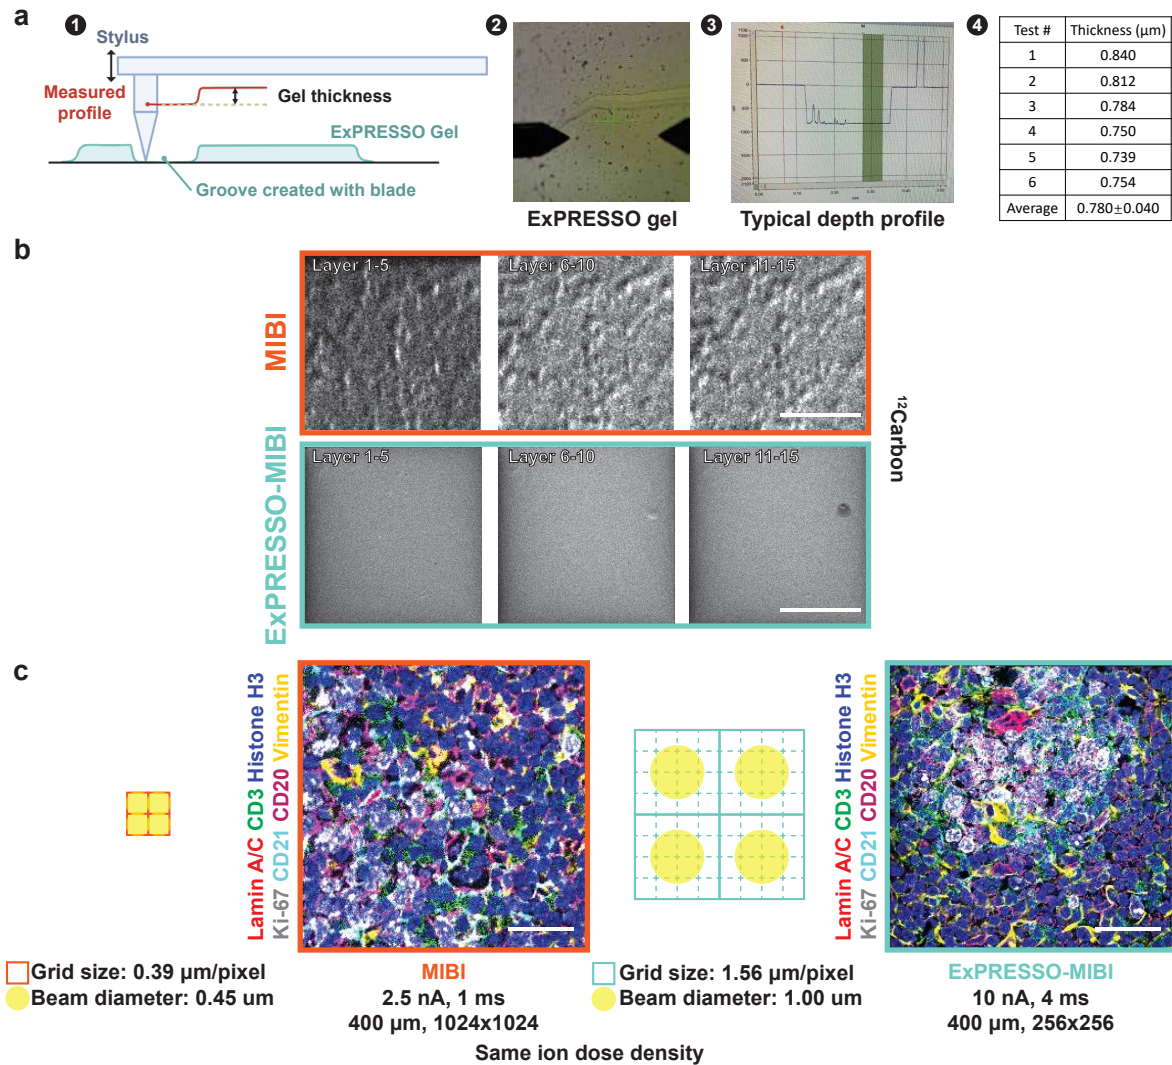 a
1
Stylus
Measured
profile
Gel thickness
ExPRESSO Gel
Groove created with blade
2
ExPRESSO gel
3
Typical depth profile
4
Test # Thickness (μm)
1 0.840
2 0.812
3 0.784
4 0.750
5 0.739
6 0.754
Average 0.780±0.040
b
MIBI
Layer 1-5
Layer 6-10
Layer 11-15
ExPRESSO-MIBI
Layer 1-5
Layer 6-10
Layer 11-15
¹²Carbon
c
Lamin A/C CD3 Histone H3
Ki-67 CD21 CD20 Vimentin
Lamin A/C CD3 Histone H3
Ki-67 CD21 CD20 Vimentin
Grid size: 0.39 μm/pixel
Beam diameter: 0.45 um
MIBI
2.5 nA, 1 ms
400 μm, 1024x1024
Grid size: 1.56 μm/pixel
Beam diameter: 1.00 um
ExPRESSO-MIBI
10 nA, 4 ms
400 μm, 256x256
Same ion dose density